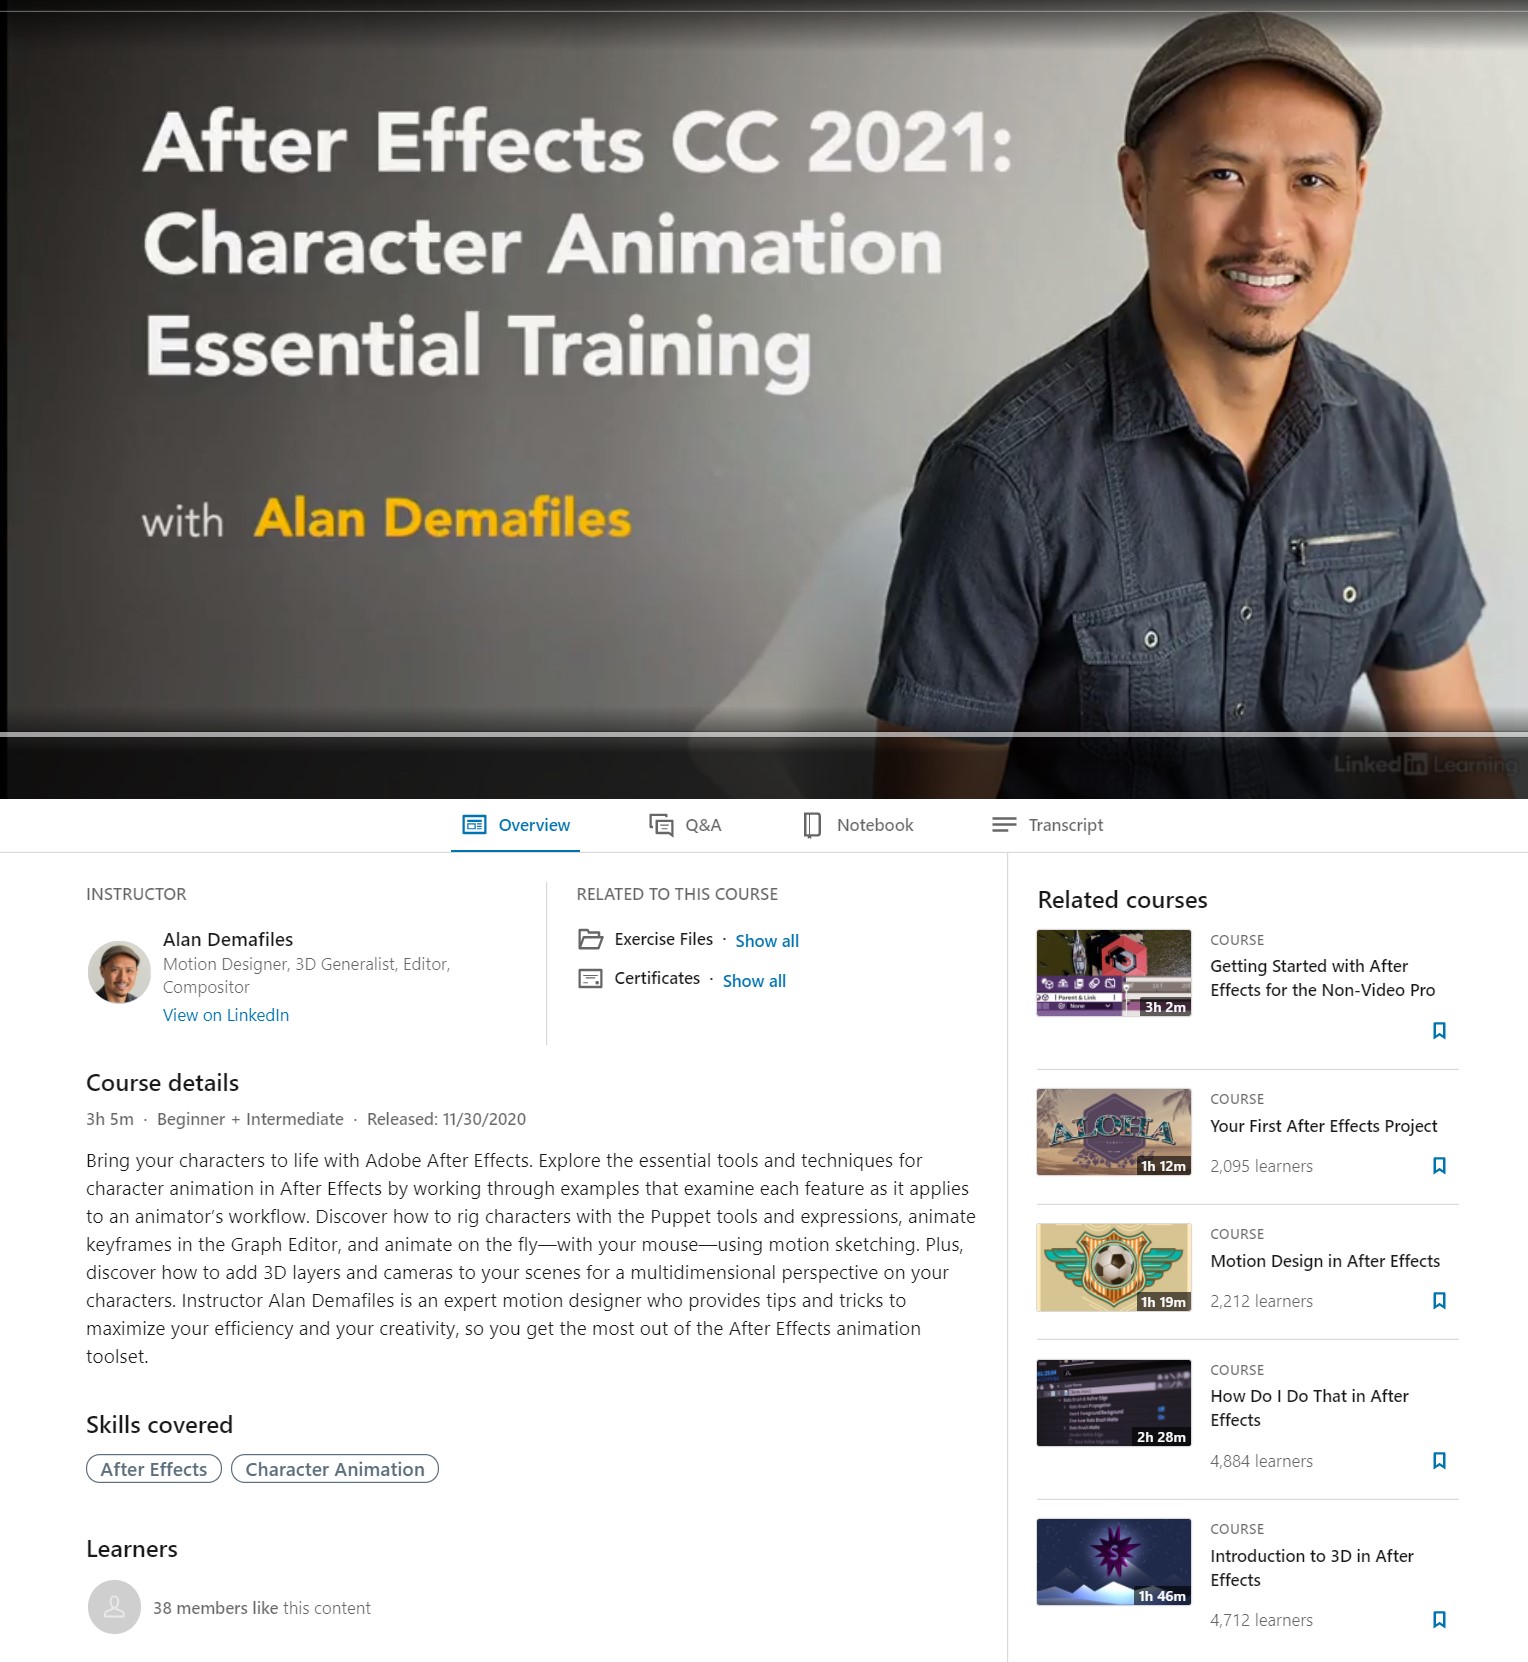 After Effects CC 2021:
Character Animation
Essential Training
with Alan Demafiles
Linked in Learning
Overview
Q&A
Notebook
Transcript
INSTRUCTOR
Alan Demafiles
Motion Designer, 3D Generalist, Editor,
Compositor
View on LinkedIn
RELATED TO THIS COURSE
Exercise Files · Show all
Certificates · Show all
Course details
3h 5m · Beginner + Intermediate · Released: 11/30/2020
Bring your characters to life with Adobe After Effects. Explore the essential tools and techniques for
character animation in After Effects by working through examples that examine each feature as it applies
to an animator’s workflow. Discover how to rig characters with the Puppet tools and expressions, animate
keyframes in the Graph Editor, and animate on the fly—with your mouse—using motion sketching. Plus,
discover how to add 3D layers and cameras to your scenes for a multidimensional perspective on your
characters. Instructor Alan Demafiles is an expert motion designer who provides tips and tricks to
maximize your efficiency and your creativity, so you get the most out of the After Effects animation
toolset.
Skills covered
After Effects
Character Animation
Learners
38 members like this content
Related courses
Parent & Link
None
3h 2m
COURSE
Getting Started with After
Effects for the Non-Video Pro
ALOHA
1h 12m
COURSE
Your First After Effects Project
2,095 learners
1h 19m
COURSE
Motion Design in After Effects
2,212 learners
2h 28m
COURSE
How Do I Do That in After
Effects
4,884 learners
S
1h 46m
COURSE
Introduction to 3D in After
Effects
4,712 learners